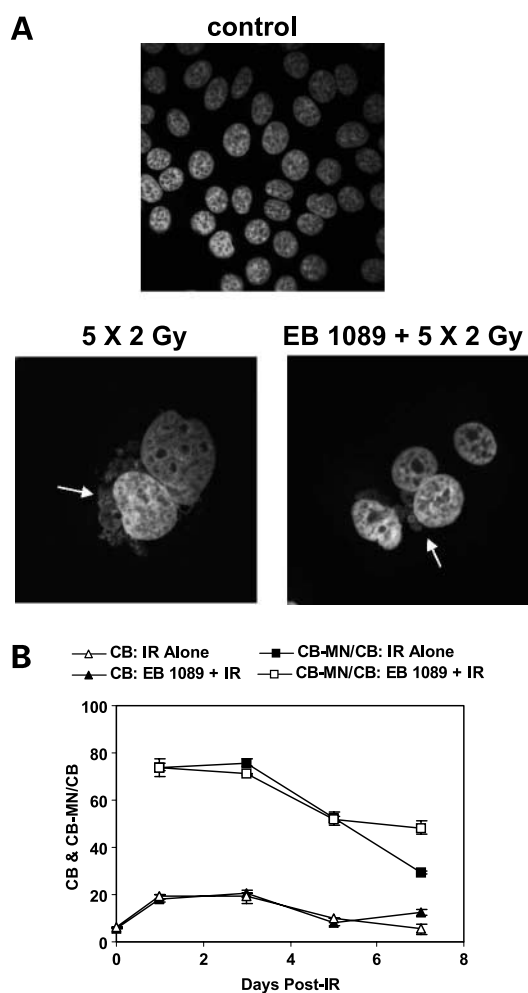 A
control
5 X 2 Gy
EB 1089 + 5 X 2 Gy
B
CB: IR Alone
CB-MN/CB: IR Alone
CB: EB 1089 + IR
CB-MN/CB: EB 1089 + IR
100
80
60
40
20
0
CB & CB-MN/CB
0 2 4 6 8
Days Post-IR